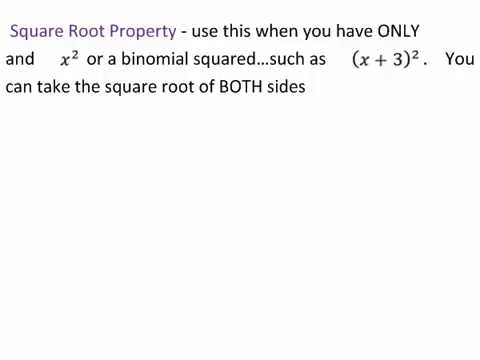 Square Root Property - use this when you have ONLY
and x² or a binomial squared…such as (x + 3)². You
can take the square root of BOTH sides